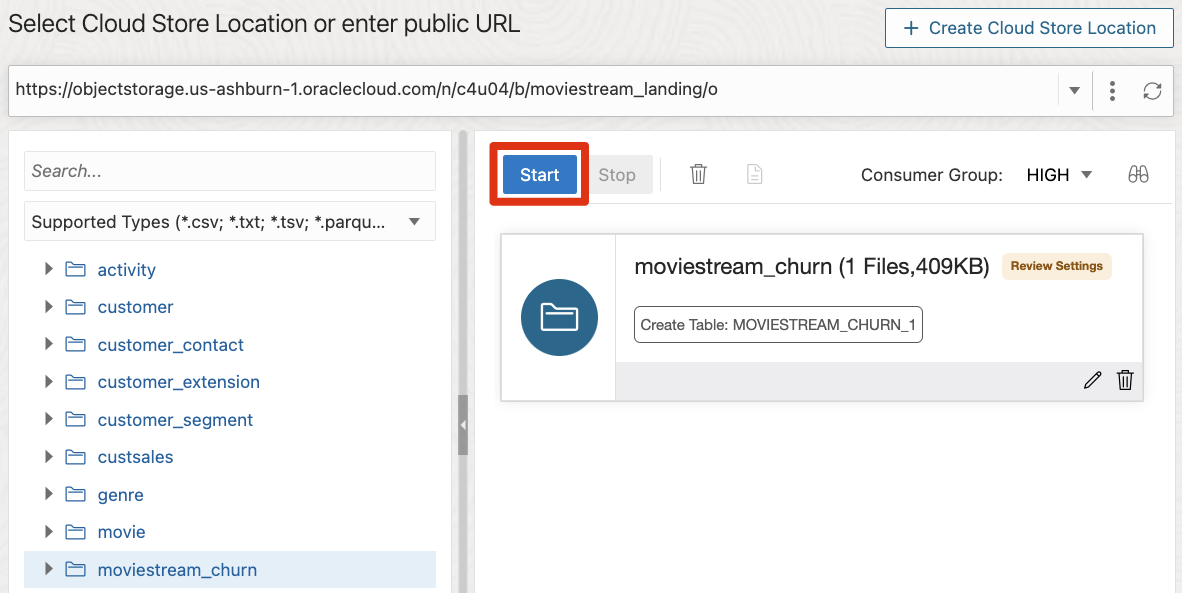 Select Cloud Store Location or enter public URL
+ Create Cloud Store Location
https://objectstorage.us-ashburn-1.oraclecloud.com/n/c4u04/b/moviestream_landing/o
Search...
Supported Types (*.csv; *.txt; *.tsv; *.parqu...
activity
customer
customer_contact
customer_extension
customer_segment
custsales
genre
movie
moviestream_churn
Start Stop Consumer Group: HIGH
moviestream_churn (1 Files,409KB) Review Settings
Create Table: MOVIESTREAM_CHURN_1